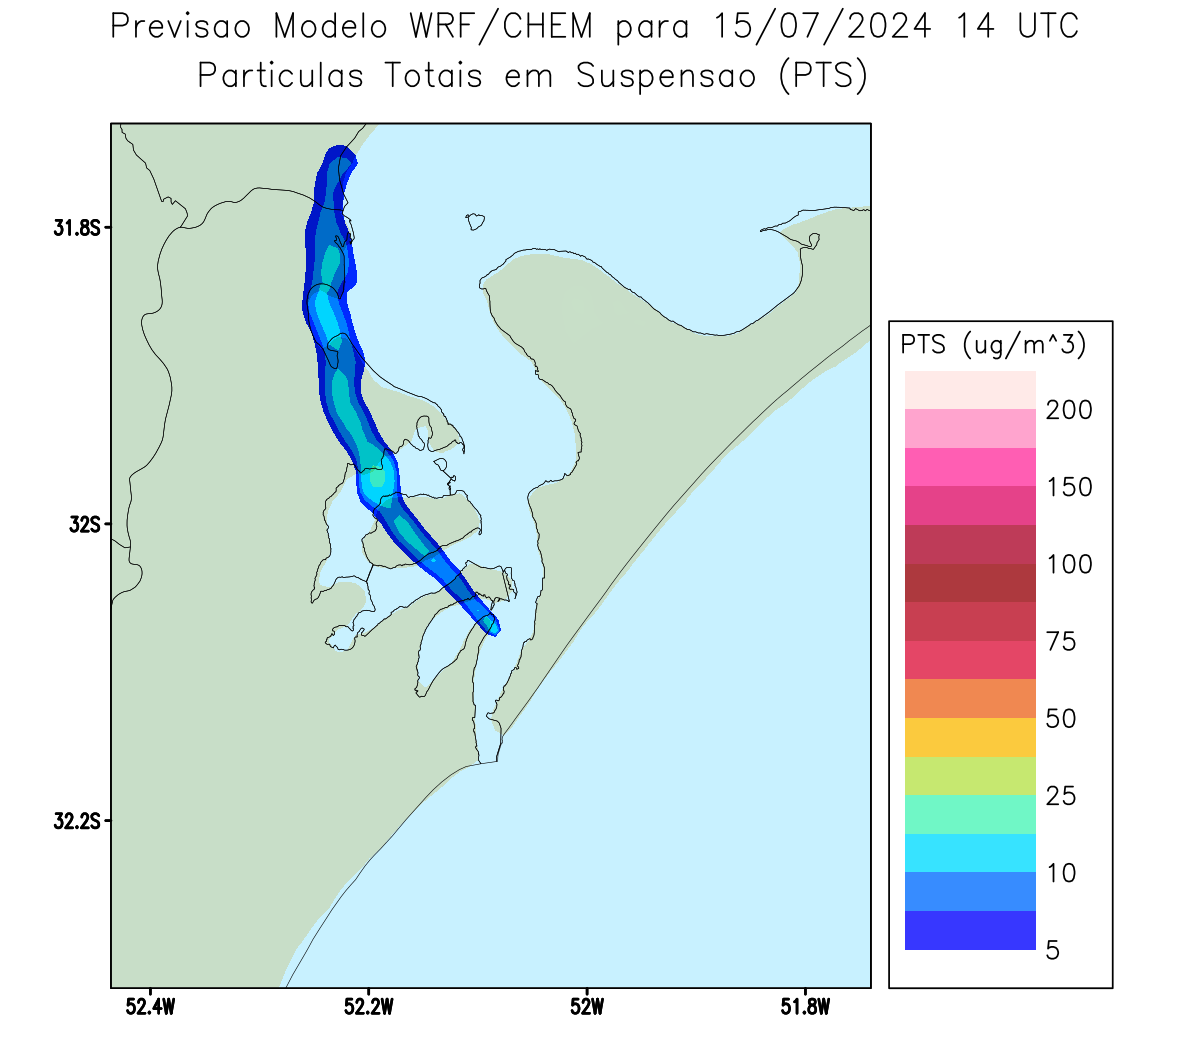 Previsao Modelo WRF/CHEM para 15/07/2024 14 UTC
Particulas Totais em Suspensao (PTS)
31.8S
32S
32.2S
52.4W
52.2W
52W
51.8W
PTS (ug/m^3)
200
150
100
75
50
25
10
5